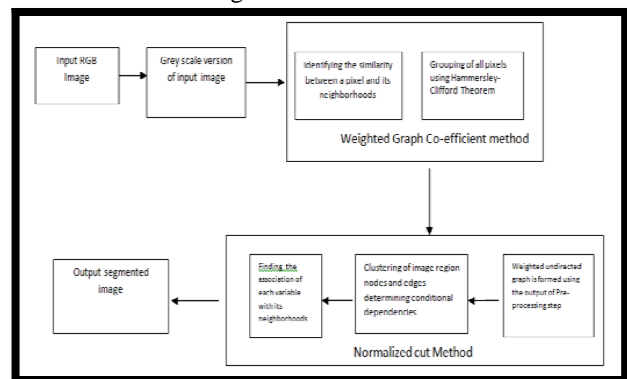 Input RGB
Image
Grey scale version
of input image
Identifying the similarity
between a pixel and its
neighborhoods
Grouping of all pixels
using Hammersley-
Clifford Theorem
Weighted Graph Co-efficient method
Output segmented
image
Finding the
association of
each variable
with its
neighborhoods
Clustering of image region
nodes and edges
determining conditional
dependencies
Weighted undirected
graph is formed using
the output of Pre-
processing step
Normalized cut Method